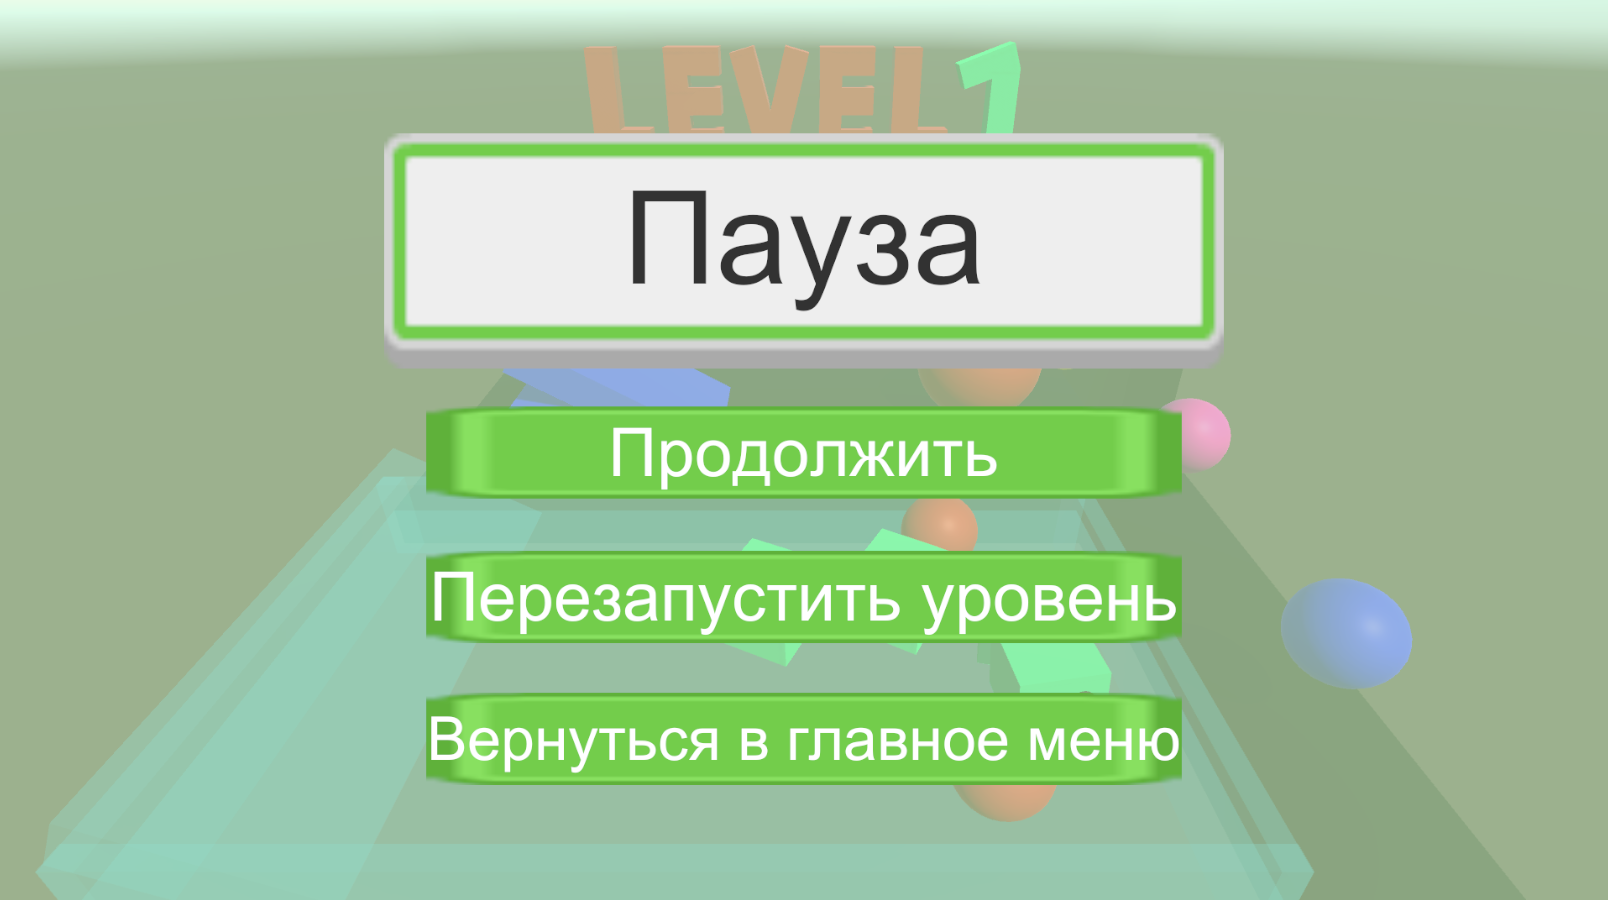 LEVEL 1
Пауза
Продолжить
Перезапустить уровень
Вернуться в главное меню